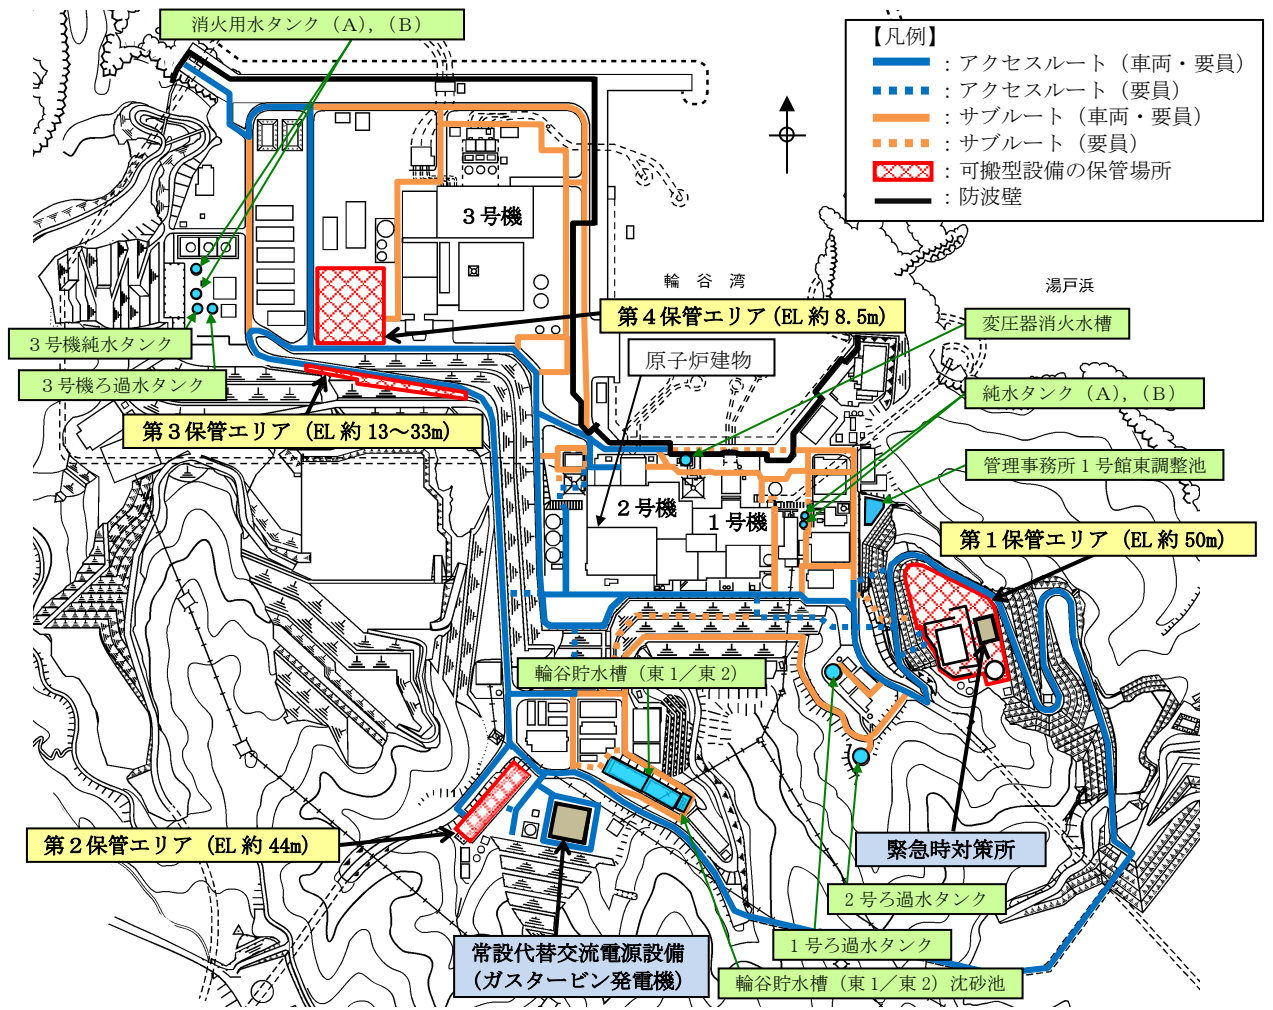 消火用水タンク（A），（B）
【凡例】
：アクセスルート（車両・要員）
：アクセスルート（要員）
：サブルート（車両・要員）
：サブルート（要員）
：可搬型設備の保管場所
：防波壁
３号機
輪谷湾
湯戸浜
第４保管エリア(EL 約 8.5m)
変圧器消火水槽
３号機純水タンク
原子炉建物
３号機ろ過水タンク
純水タンク（A），（B）
第３保管エリア（EL 約 13～33m）
管理事務所１号館東調整池
２号機
１号機
第１保管エリア（EL 約 50m）
輪谷貯水槽（東１／東２）
第２保管エリア（EL 約 44m）
緊急時対策所
２号ろ過水タンク
１号ろ過水タンク
常設代替交流電源設備
（ガスタービン発電機）
輪谷貯水槽（東１／東２）沈砂池